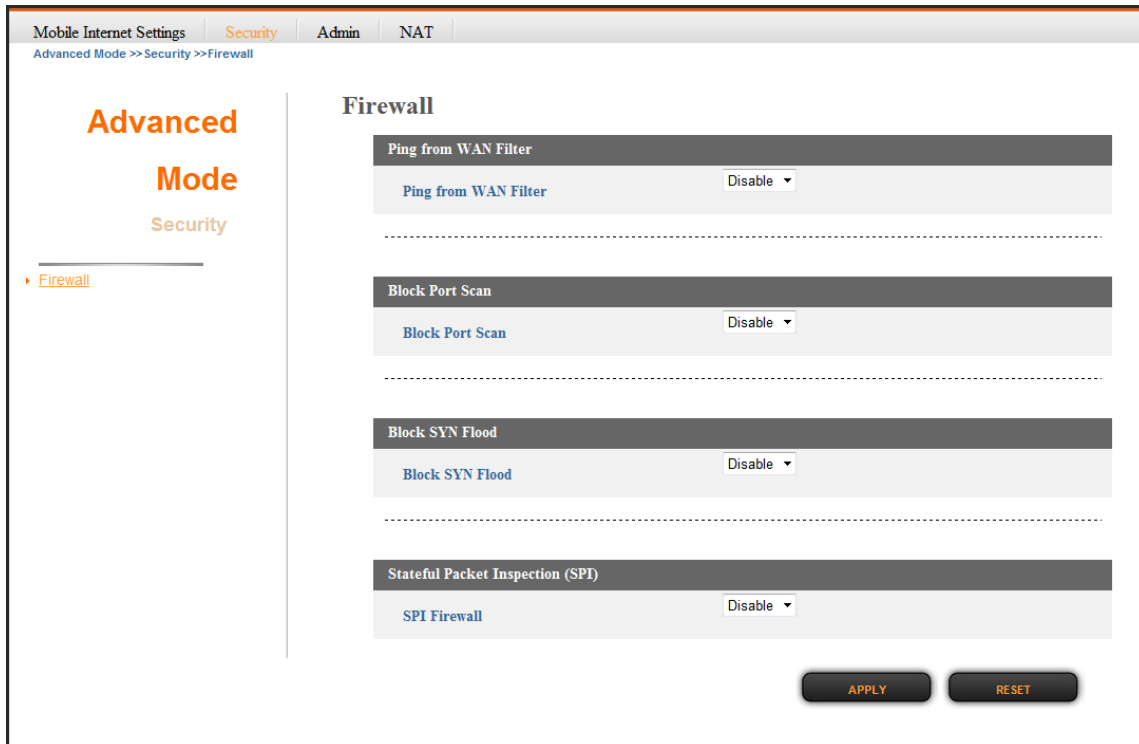 Mobile Internet Settings Security Admin NAT
Advanced Mode >> Security >>Firewall
Advanced
Mode
Security
Firewall
Firewall
Ping from WAN Filter
Ping from WAN Filter Disable
Block Port Scan
Block Port Scan Disable
Block SYN Flood
Block SYN Flood Disable
Stateful Packet Inspection (SPI)
SPI Firewall Disable
APPLY RESET